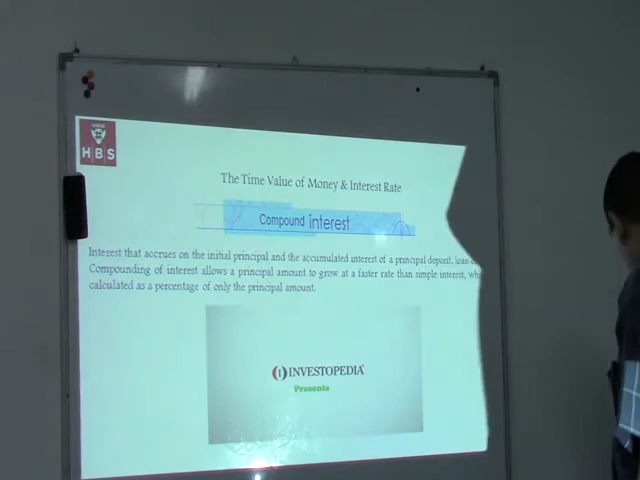 HBS
The Time Value of Money & Interest Rate
Compound interest
Interest that accrues on the initial principal and the accumulated interest of a principal depont, loan
Compounding of interest allows a principal amount to grow at a faster rate than simple interest,
calculated as a percentage of only the principal amount.
INVESTOPEDIA
Presents